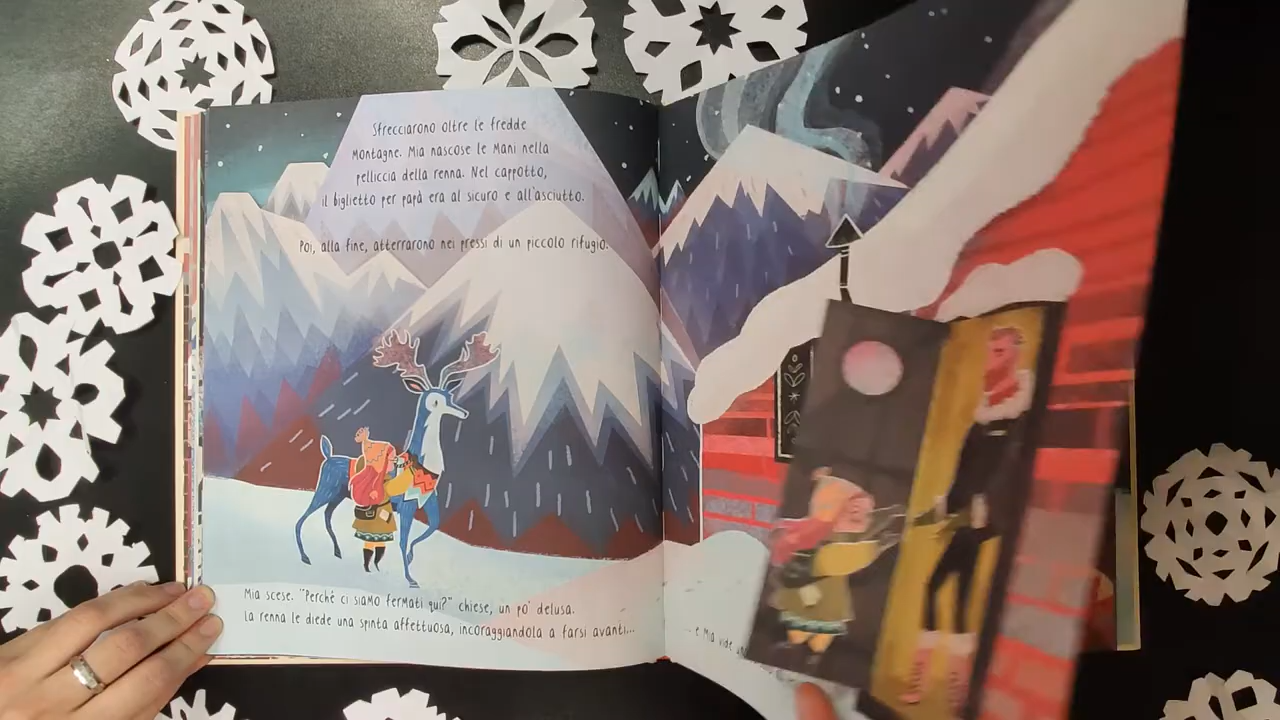 Sfrecciarono oltre le fredde
montagne. Mia nascose le mani nella
pelliccia della renna. Nel cappotto,
il biglietto per papà era al sicuro e all'asciutto.
Poi, alla fine, atterrarono nei pressi di un piccolo rifugio.
Mia scese. "Perché ci siamo fermati qui?" chiese, un po' delusa.
La renna le diede una spinta affettuosa, incoraggiandola a farsi avanti...
... e Mia vide